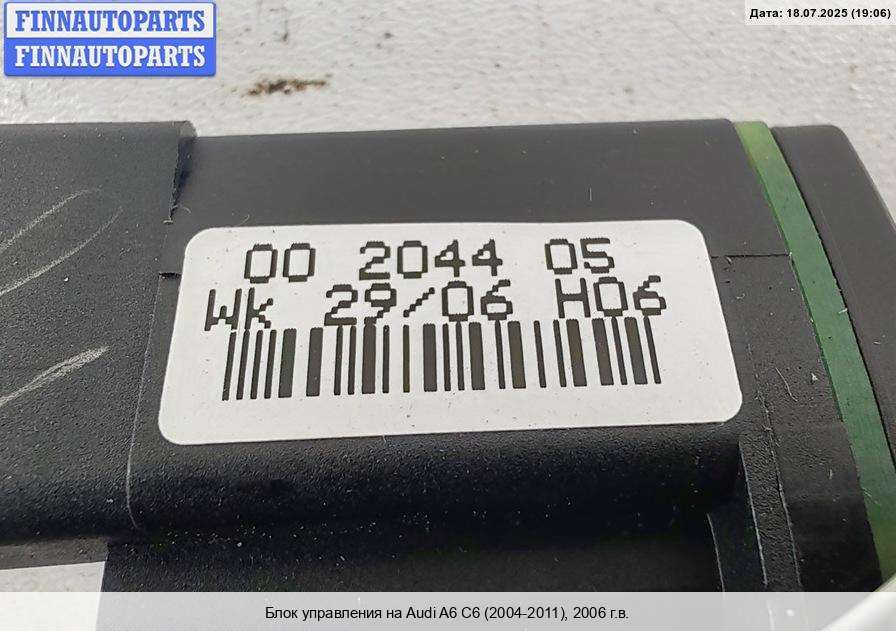 FINNAUTOPARTS
FINNAUTOPARTS
Дата: 18.07.2025 (19:06)
00 2044 05
WK 29/06 H06
Блок управления на Audi A6 C6 (2004-2011), 2006 г.в.